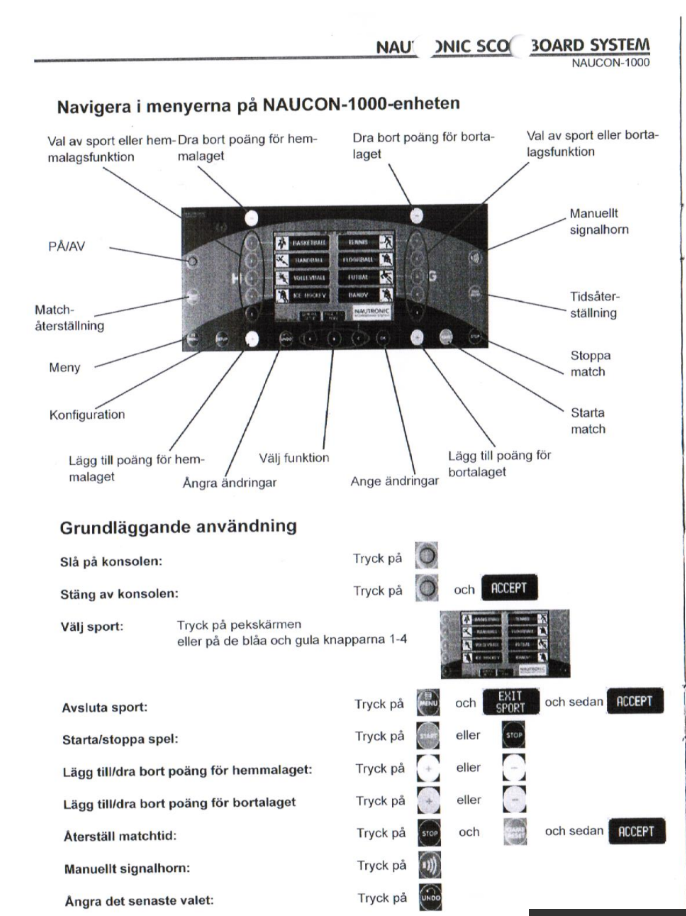 NAU ONIC SCO BOARD SYSTEM
NAUCON-1000
Navigera i menyerna på NAUCON-1000-enheten
Val av sport eller hem-
malagsfunktion
Dra bort poäng för hem-
malaget
Dra bort poäng för borta-
laget
Val av sport eller borta-
lagsfunktion
Manuellt
signalhorn
PÅ/AV
BASKETBALL
TENNIS
HANDBALL
FLOORBALL
VOLLEYBALL
FUTSAL
ICE HOCKEY
BANDY
NAUTRONIC
H
G
Tidsåter-
ställning
Match-
återställning
Stoppa
match
Meny
Starta
match
Konfiguration
Lägg till poäng för hem-
malaget
Ångra ändringar
Välj funktion
Ange ändringar
Lägg till poäng för
bortalaget
Grundläggande användning
Slå på konsolen: Tryck på
Stäng av konsolen: Tryck på och ACCEPT
Välj sport: Tryck på pekskärmen
eller på de blåa och gula knapparna 1-4
Avsluta sport: Tryck på MENU och EXIT SPORT och sedan ACCEPT
Starta/stoppa spel: Tryck på START eller STOP
Lägg till/dra bort poäng för hemmalaget: Tryck på + eller −
Lägg till/dra bort poäng för bortalaget Tryck på + eller −
Återställ matchtid: Tryck på STOP och och sedan ACCEPT
Manuellt signalhorn: Tryck på
Ångra det senaste valet: Tryck på UNDO